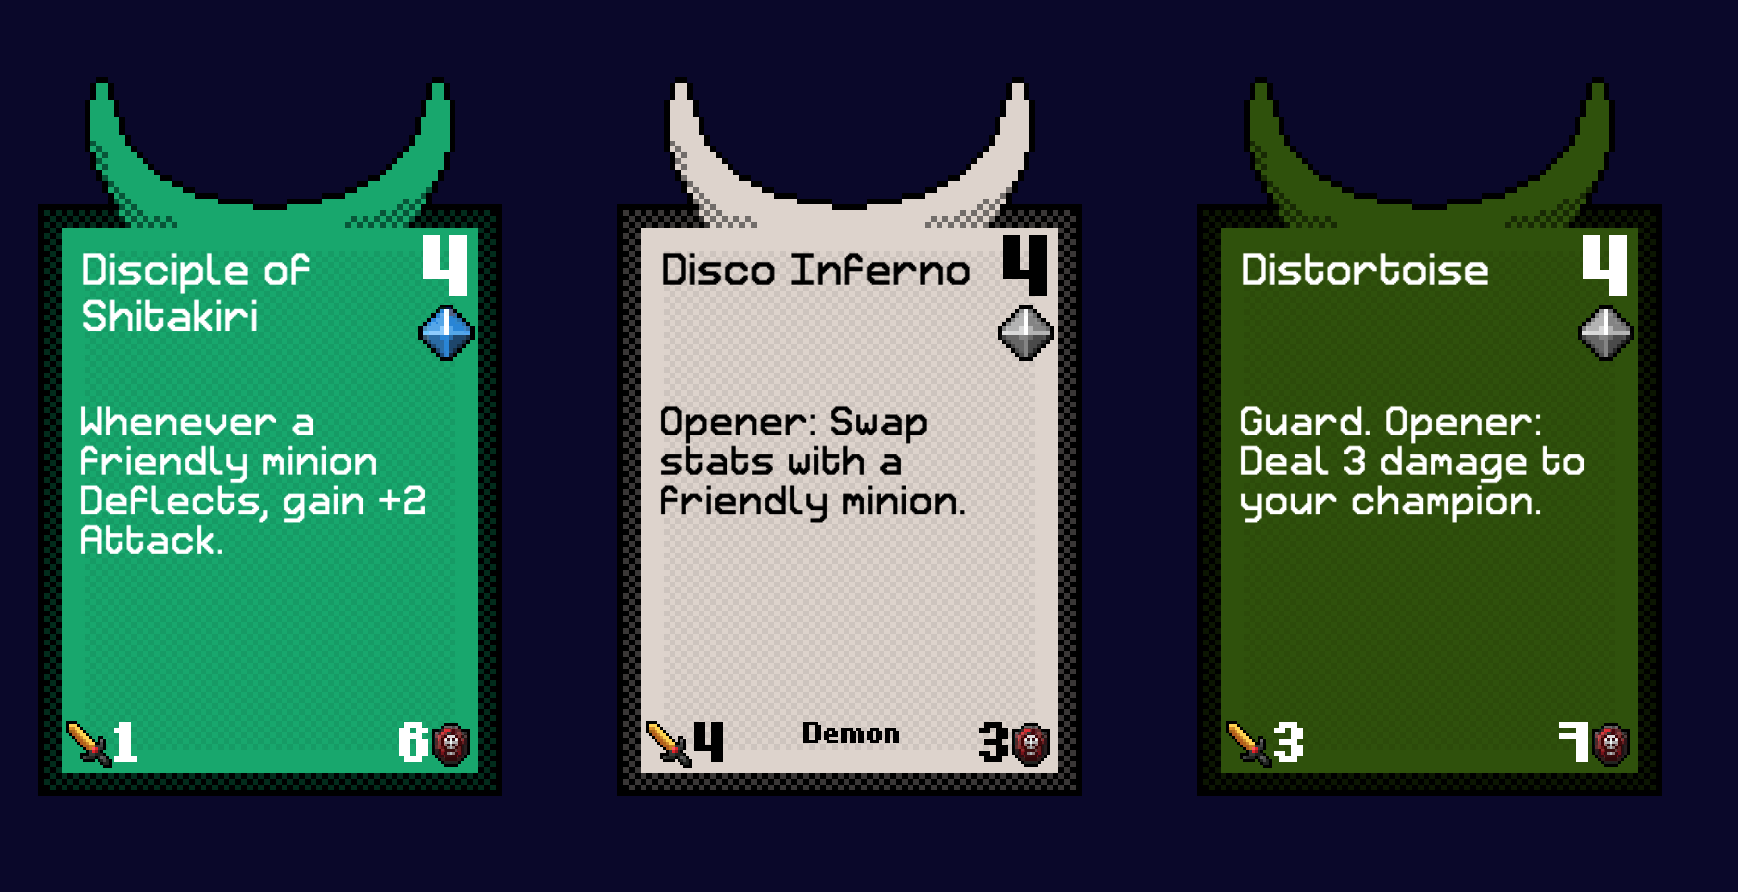 Disciple of
Shitakiri
4
Whenever a
friendly minion
Deflects, gain +2
Attack.
1
6
Disco Inferno
4
Opener: Swap
stats with a
friendly minion.
4
Demon
3
Distortoise
4
Guard. Opener:
Deal 3 damage to
your champion.
3
7